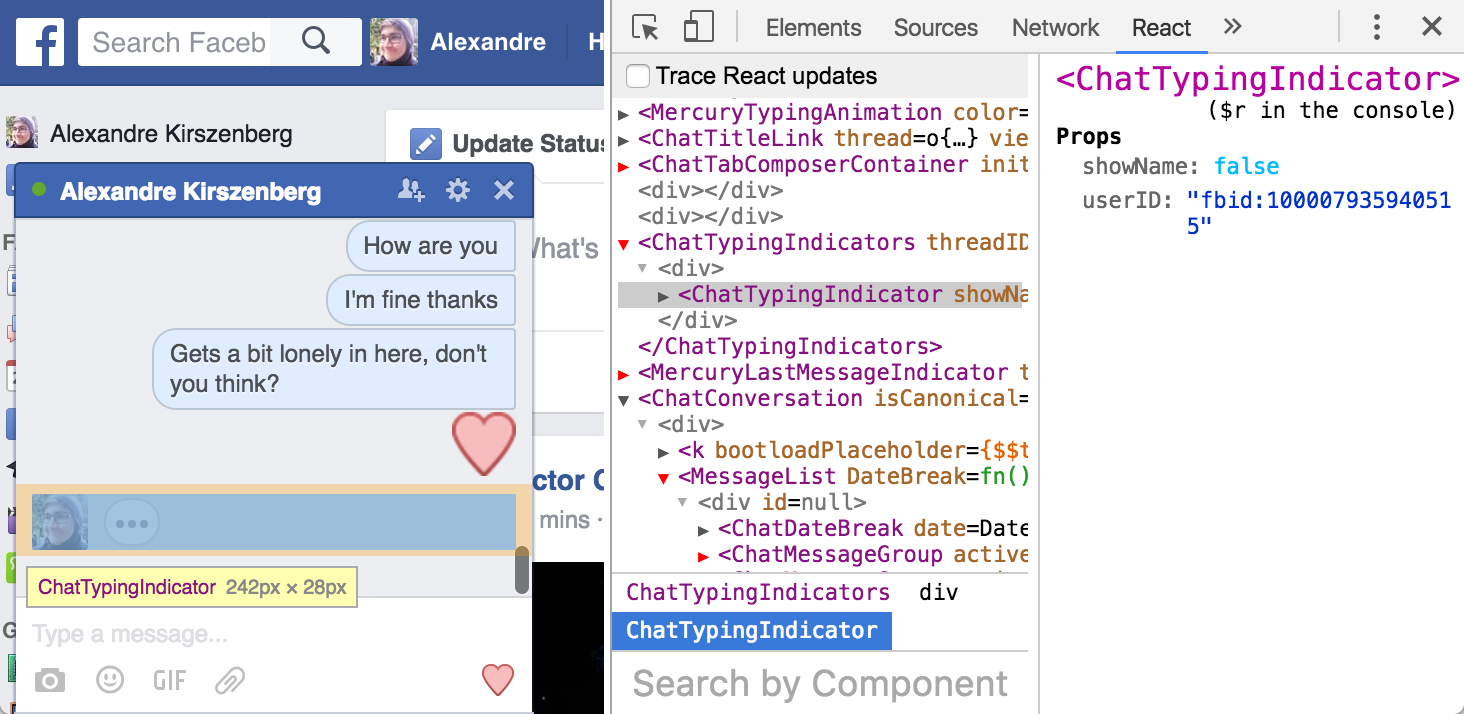 Search Faceb
Alexandre
H
Alexandre Kirszenberg
Update Status
Alexandre Kirszenberg
How are you
What's
I'm fine thanks
Gets a bit lonely in here, don't
you think?
ctor C
mins ·
ChatTypingIndicator 242px × 28px
Type a message...
GIF
Elements Sources Network React »
Trace React updates
▶ <MercuryTypingAnimation color=
▶ <ChatTitleLink thread=o{…} vie
▶ <ChatTabComposerContainer init
<div></div>
<div></div>
▼ <ChatTypingIndicators threadID
▼ <div>
▶ <ChatTypingIndicator showNa
</div>
</ChatTypingIndicators>
▶ <MercuryLastMessageIndicator t
▼ <ChatConversation isCanonical=
▼ <div>
▶ <k bootloadPlaceholder={$$t
▼ <MessageList DateBreak=fn()
▼ <div id=null>
▶ <ChatDateBreak date=Date
▶ <ChatMessageGroup active
ChatTypingIndicators div
ChatTypingIndicator
Search by Component
<ChatTypingIndicator>
($r in the console)
Props
showName: false
userID: "fbid:10000793594051
5"